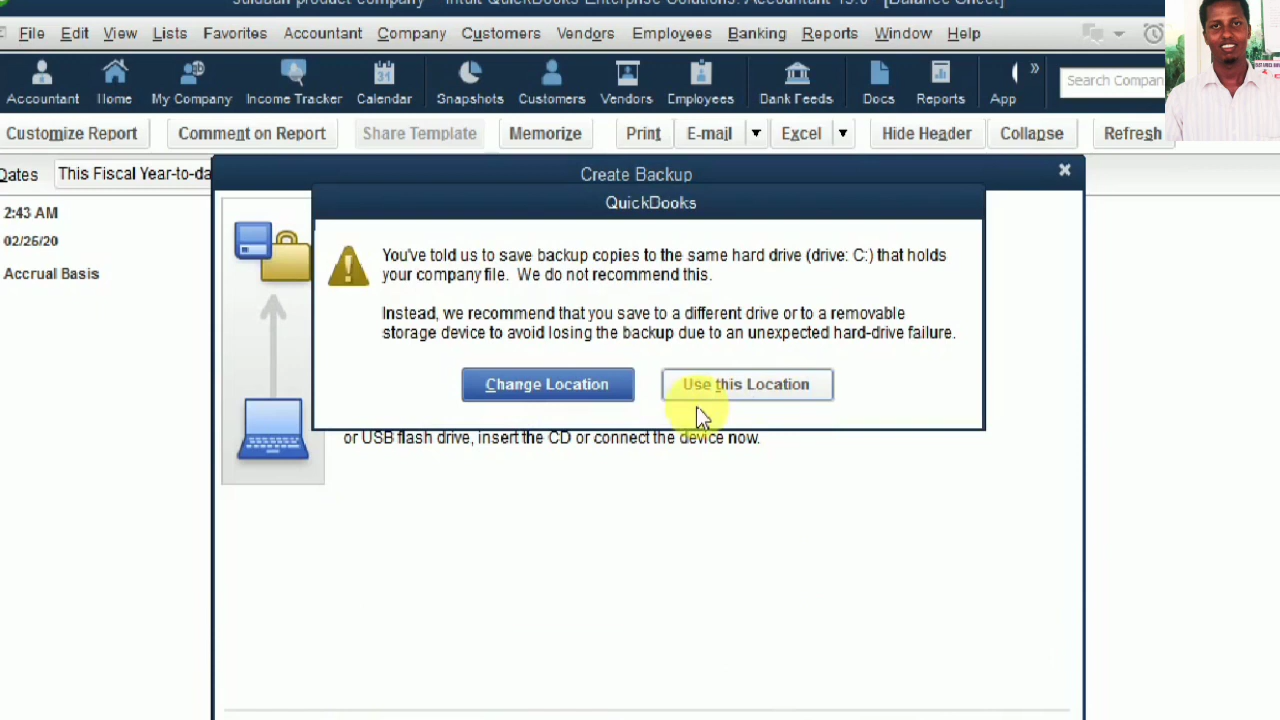 suldaan product company - Intuit QuickBooks Enterprise Solutions: Accountant 15.0 - [Balance Sheet]
File Edit View Lists Favorites Accountant Company Customers Vendors Employees Banking Reports Window Help
Accountant Home My Company Income Tracker Calendar Snapshots Customers Vendors Employees Bank Feeds Docs Reports App » Search Compan
Customize Report Comment on Report Share Template Memorize Print E-mail Excel Hide Header Collapse Refresh
Dates This Fiscal Year-to-da
2:43 AM
02/26/20
Accrual Basis
Create Backup
QuickBooks
You've told us to save backup copies to the same hard drive (drive: C:) that holds
your company file. We do not recommend this.
Instead, we recommend that you save to a different drive or to a removable
storage device to avoid losing the backup due to an unexpected hard-drive failure.
Change Location Use this Location
or USB flash drive, insert the CD or connect the device now.